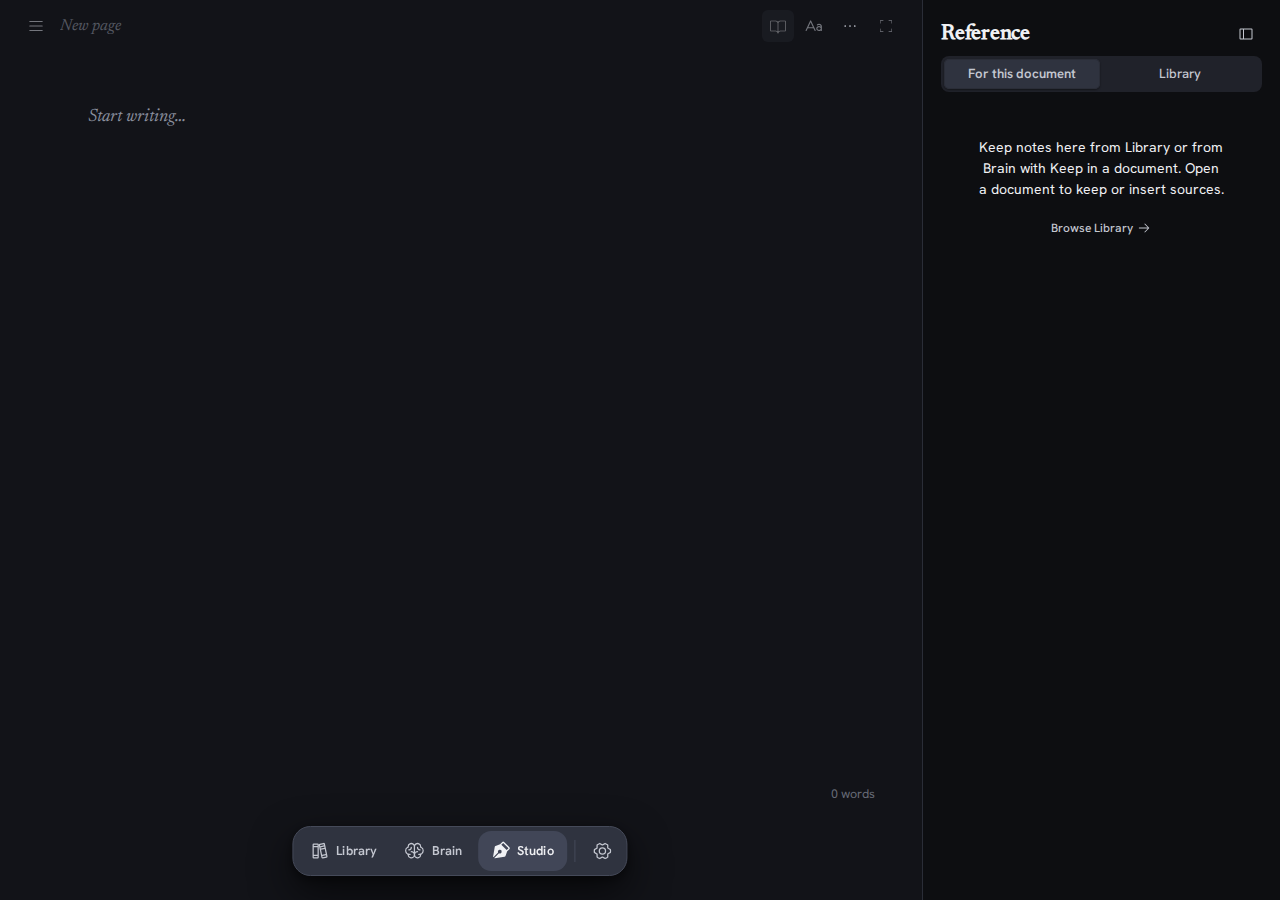 New page
Aa
Start writing...
0 words
Reference
For this document
Library
Keep notes here from Library or from
Brain with Keep in a document. Open
a document to keep or insert sources.
Browse Library →
Library
Brain
Studio